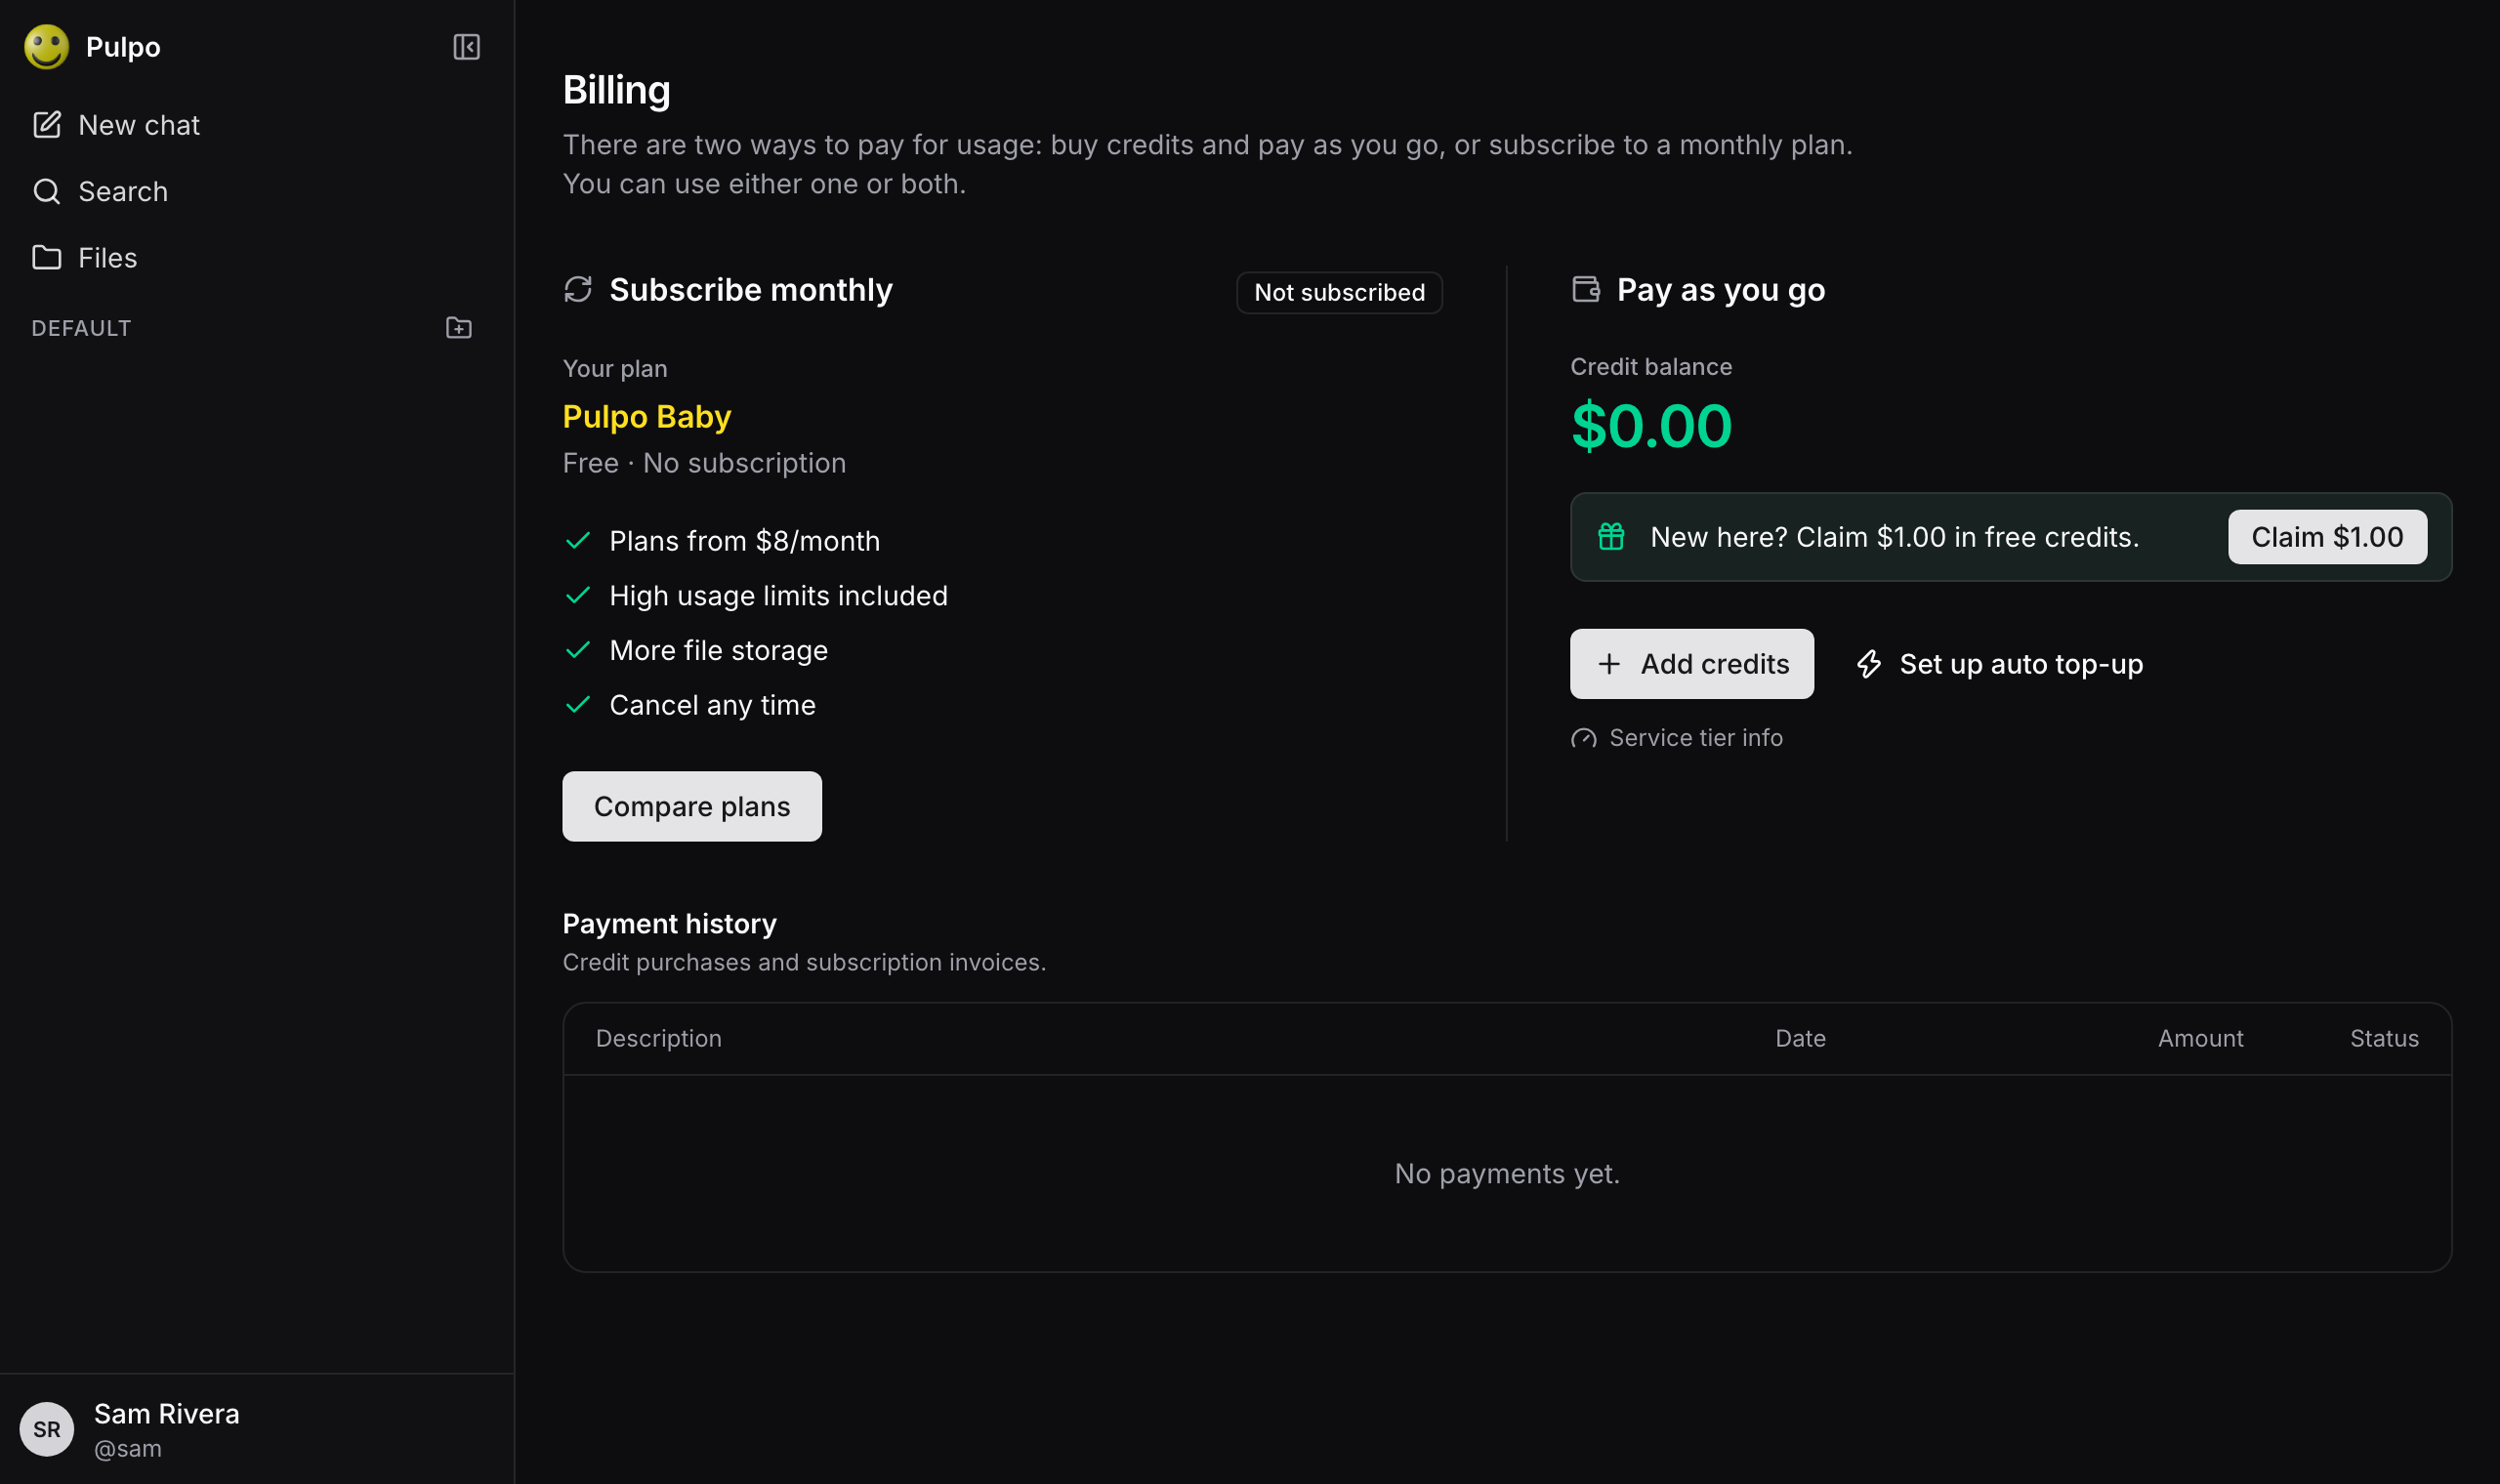 Pulpo
New chat
Search
Files
DEFAULT
Sam Rivera
SR
@sam
Billing
There are two ways to pay for usage: buy credits and pay as you go, or subscribe to a monthly plan.
You can use either one or both.
Subscribe monthly
Not subscribed
Your plan
Pulpo Baby
Free · No subscription
Plans from $8/month
High usage limits included
More file storage
Cancel any time
Compare plans
Pay as you go
Credit balance
$0.00
New here? Claim $1.00 in free credits.
Claim $1.00
Add credits
Set up auto top-up
Service tier info
Payment history
Credit purchases and subscription invoices.
Description Date Amount Status
No payments yet.